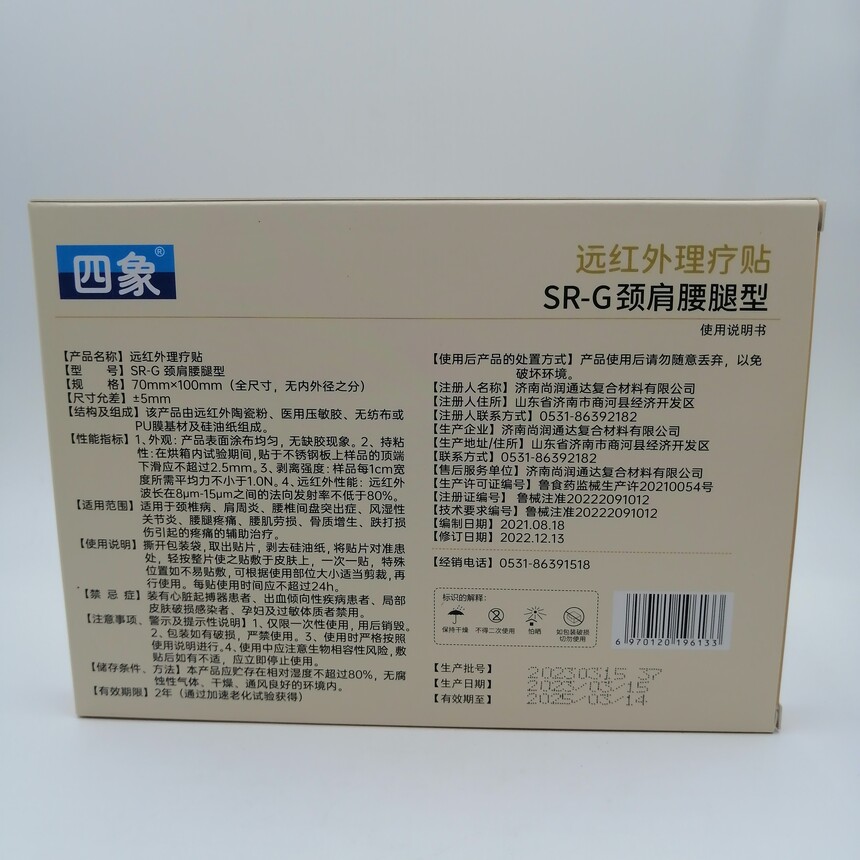 四象®
远红外理疗贴
SR-G 颈肩腰腿型
使用说明书
【产品名称】远红外理疗贴
【型　　号】SR-G 颈肩腰腿型
【规　　格】70mm×100mm（全尺寸，无内外径之分）
【尺寸允差】±5mm
【结构及组成】该产品由远红外陶瓷粉、医用压敏胶、无纺布或
PU膜基材及硅油纸组成。
【性能指标】1、外观：产品表面涂布均匀，无缺胶现象。2、持粘
性：在烘箱内试验期间，贴于不锈钢板上样品的顶端
下滑应不超过2.5mm。3、剥离强度：样品每1cm宽
度所需平均力不小于1.0N。4、远红外性能：远红外
波长在8μm-15μm之间的法向发射率不低于80%。
【适用范围】适用于颈椎病、肩周炎、腰椎间盘突出症、风湿性
关节炎、腰腿疼痛、腰肌劳损、骨质增生、跌打损
伤引起的疼痛的辅助治疗。
【使用说明】撕开包装袋，取出贴片，剥去硅油纸，将贴片对准患
处，轻按整片使之贴敷于皮肤上，一次一贴，特殊
位置如不易贴敷，可根据使用部位大小适当剪裁，再
行使用。每贴使用时间应不超过24h。
【禁 忌 症】装有心脏起搏器患者、出血倾向性疾病患者、局部
皮肤破损感染者、孕妇及过敏体质者禁用。
【注意事项、警示及提示性说明】1、仅限一次性使用，用后销毁。
2、包装如有破损，严禁使用。3、使用时严格按照
使用说明进行。4、使用中应注意生物相容性风险，敷
贴后如有不适，应立即停止使用。
【储存条件、方法】本产品应贮存在相对湿度不超过80%，无腐
蚀性气体、干燥、通风良好的环境内。
【有效期限】2年（通过加速老化试验获得）
【使用后产品的处置方式】产品使用后请勿随意丢弃，以免
破坏环境。
【注册人名称】济南尚润通达复合材料有限公司
【注册人住所】山东省济南市商河县经济开发区
【注册人联系方式】0531-86392182
【生产企业】济南尚润通达复合材料有限公司
【生产地址/住所】山东省济南市商河县经济开发区
【联系方式】0531-86392182
【售后服务单位】济南尚润通达复合材料有限公司
【生产许可证编号】鲁食药监械生产许20210054号
【注册证编号】 鲁械注准20222091012
【技术要求编号】鲁械注准20222091012
【编制日期】2021.08.18
【修订日期】2022.12.13
【经销电话】0531-86391518
标识的解释：
保持干燥 不得二次使用 怕晒 如包装破损
切勿使用
6 970120 196133
【生产批号】 20230315 37
【生产日期】 2023/03/15
【有效期至】 2025/03/14